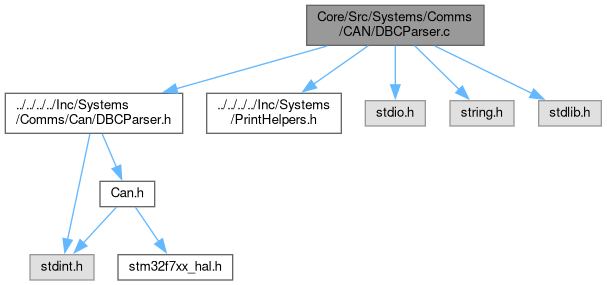 Core/Src/Systems/Comms
/CAN/DBCParser.c
../../../../Inc/Systems
/Comms/Can/DBCParser.h
../../../../Inc/Systems
/PrintHelpers.h
stdio.h
string.h
stdlib.h
Can.h
stdint.h
stm32f7xx_hal.h